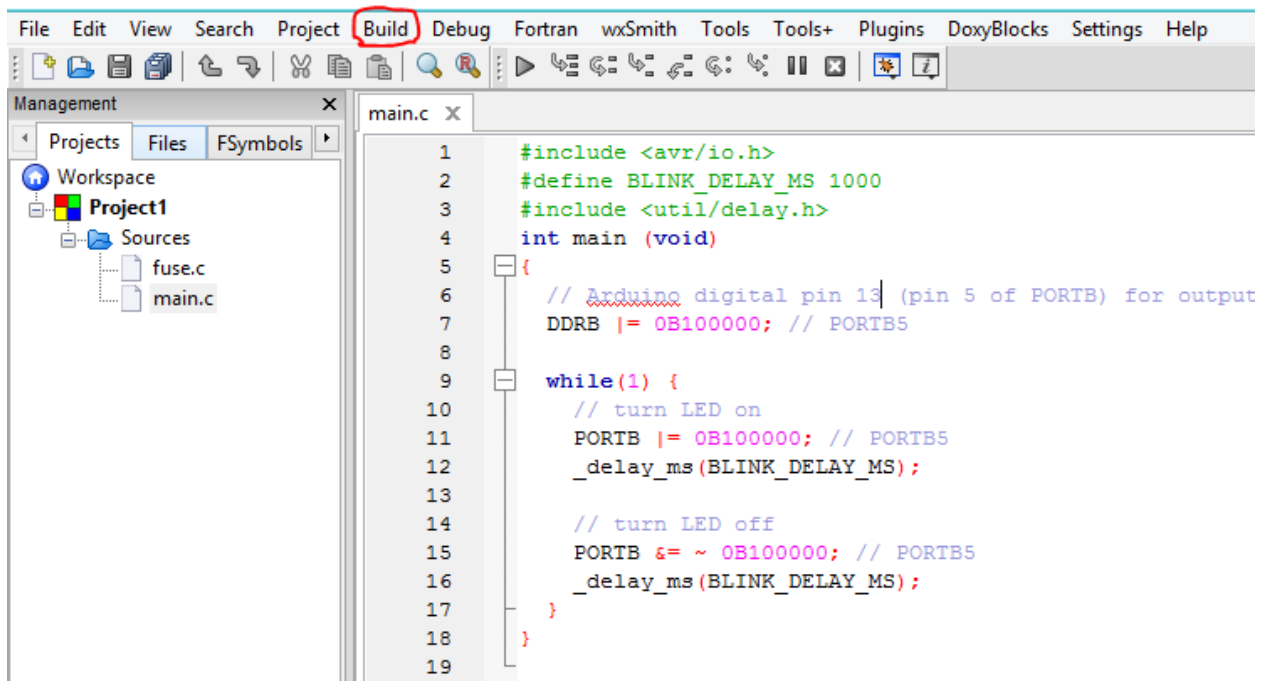 File Edit View Search Project Build Debug Fortran wxSmith Tools Tools+ Plugins DoxyBlocks Settings Help
Management
Projects Files FSymbols
Workspace
Project1
Sources
fuse.c
main.c
main.c
1 #include <avr/io.h>
2 #define BLINK_DELAY_MS 1000
3 #include <util/delay.h>
4 int main (void)
5 {
6 // Arduino digital pin 13 (pin 5 of PORTB) for output
7 DDRB |= 0B100000; // PORTB5
8
9 while(1) {
10 // turn LED on
11 PORTB |= 0B100000; // PORTB5
12 _delay_ms(BLINK_DELAY_MS);
13
14 // turn LED off
15 PORTB &= ~ 0B100000; // PORTB5
16 _delay_ms(BLINK_DELAY_MS);
17 }
18 }
19